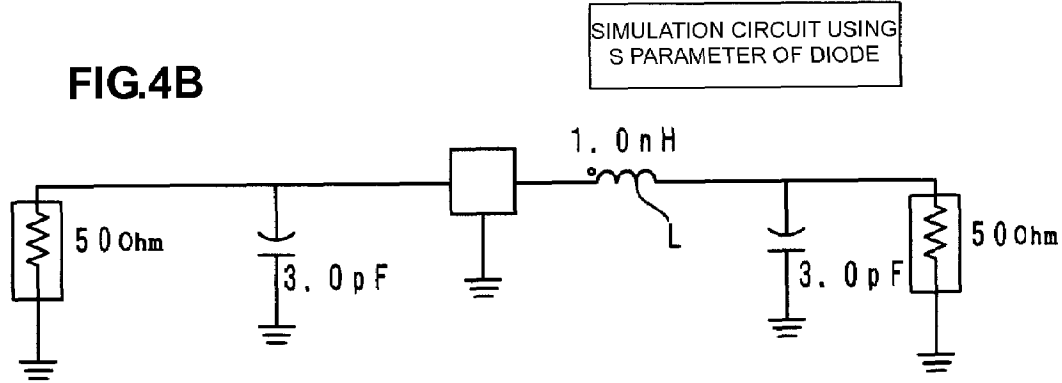 SIMULATION CIRCUIT USING
S PARAMETER OF DIODE
FIG.4B
1.0nH
50Ohm
3.0pF
L
3.0pF
50Ohm